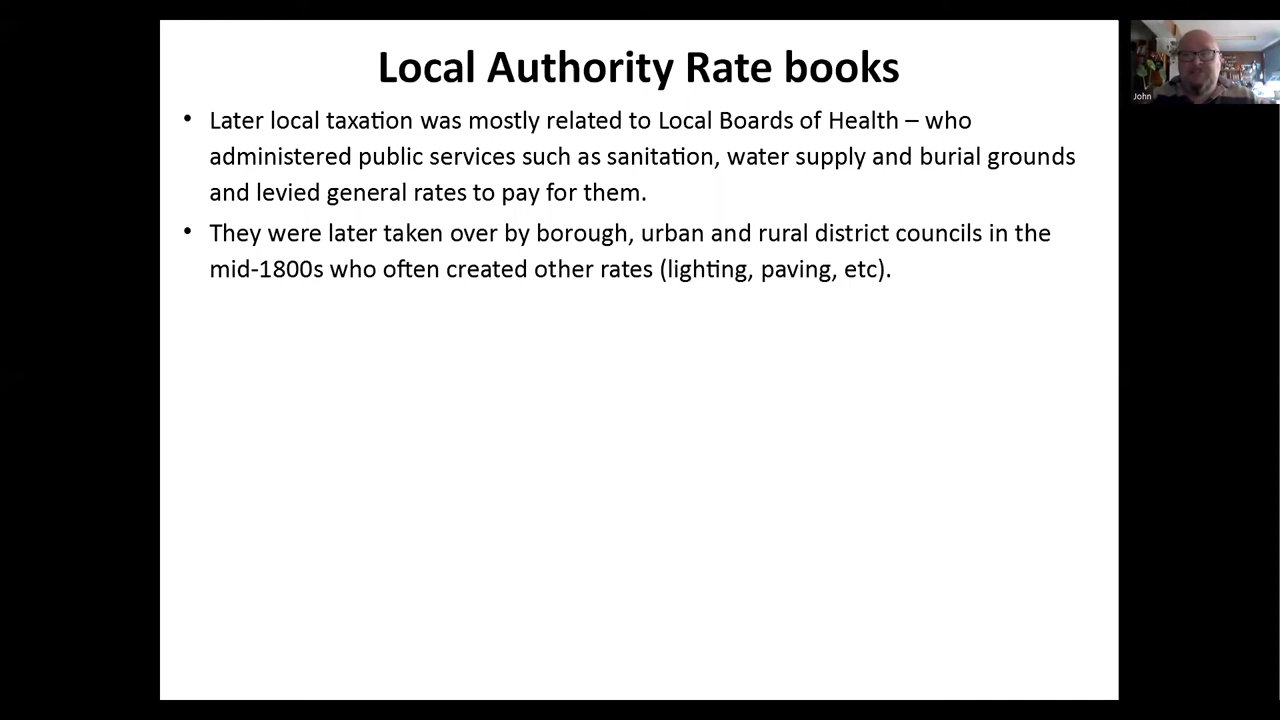 Local Authority Rate books
• Later local taxation was mostly related to Local Boards of Health – who
administered public services such as sanitation, water supply and burial grounds
and levied general rates to pay for them.
• They were later taken over by borough, urban and rural district councils in the
mid-1800s who often created other rates (lighting, paving, etc).
John